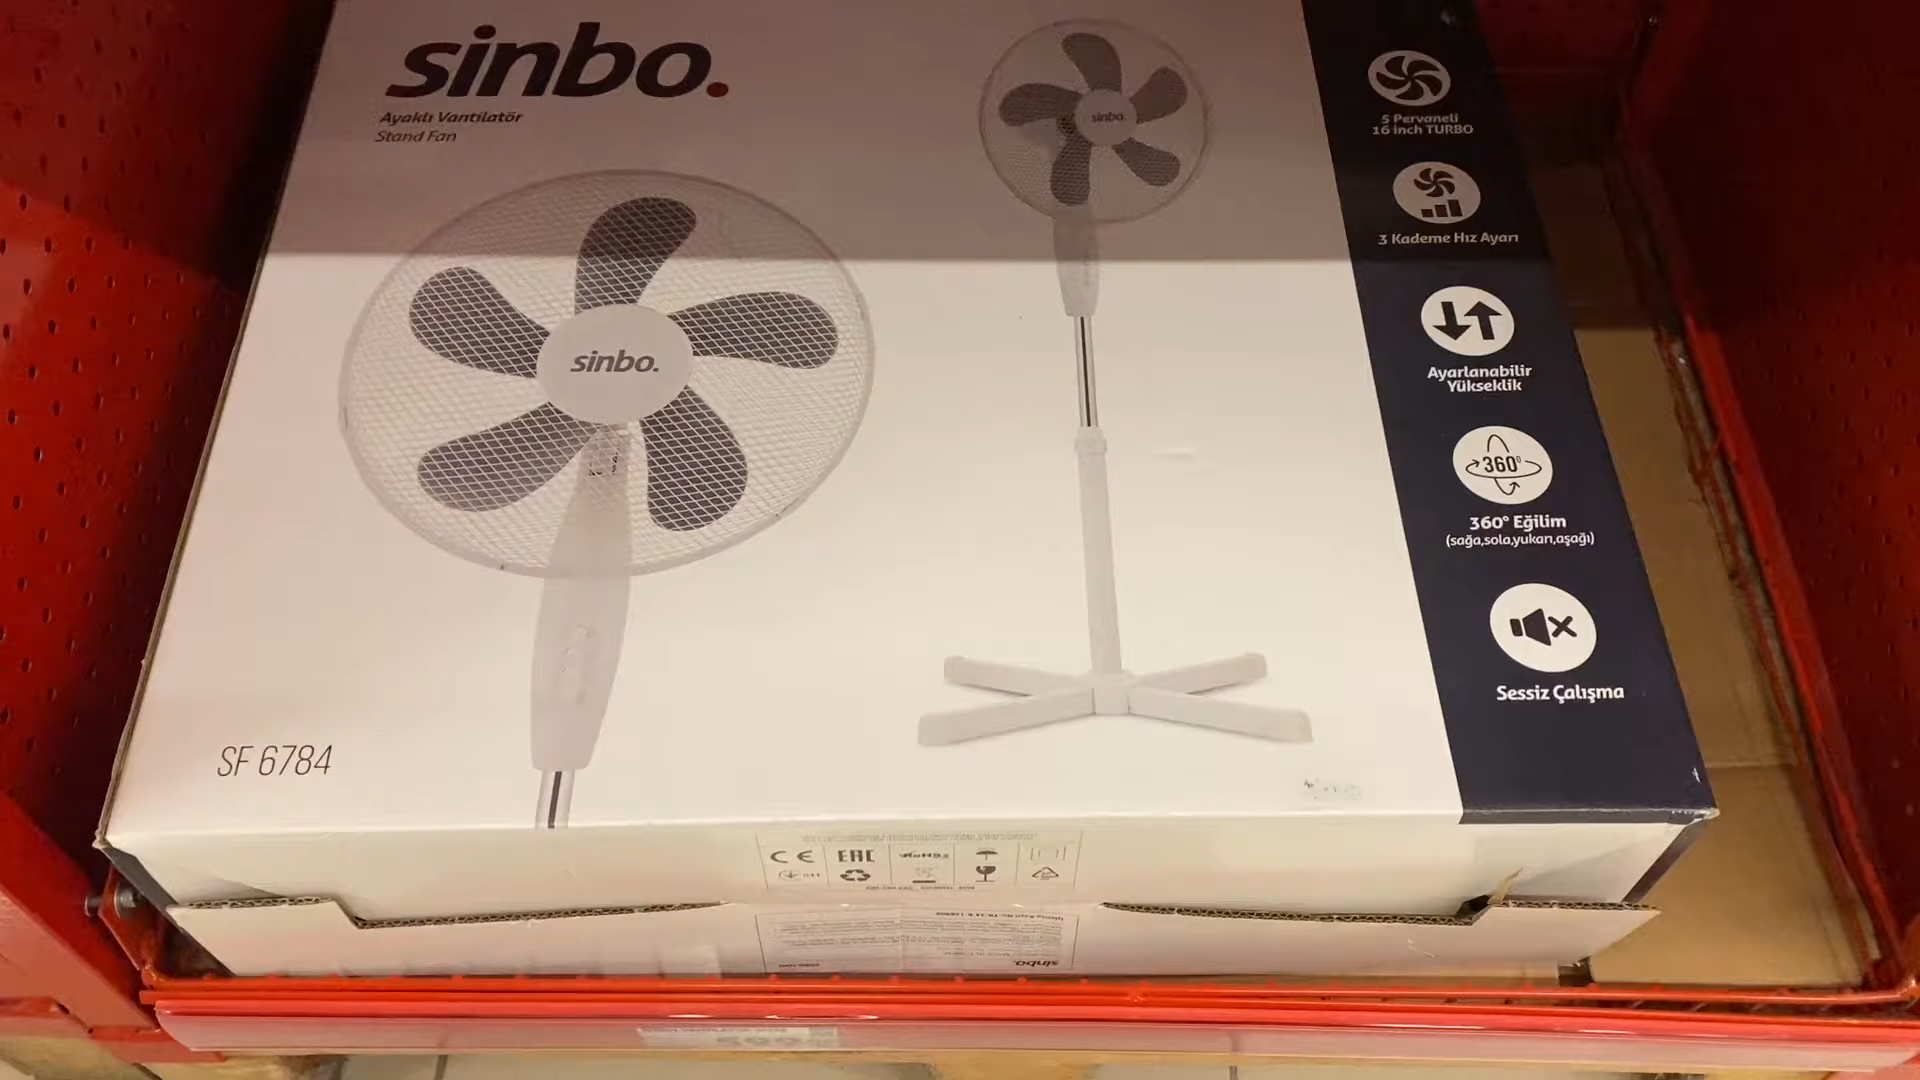 sinbo.
Ayaklı Vantilatör
Stand Fan
sinbo.
sinbo.
SF 6784
5 Pervaneli
16 inch TURBO
3 Kademe Hız Ayarı
Ayarlanabilir
Yükseklik
360°
360° Eğilim
(sağa,sola,yukarı,aşağı)
Sessiz Çalışma
CE EAC RoHS
sinbo.